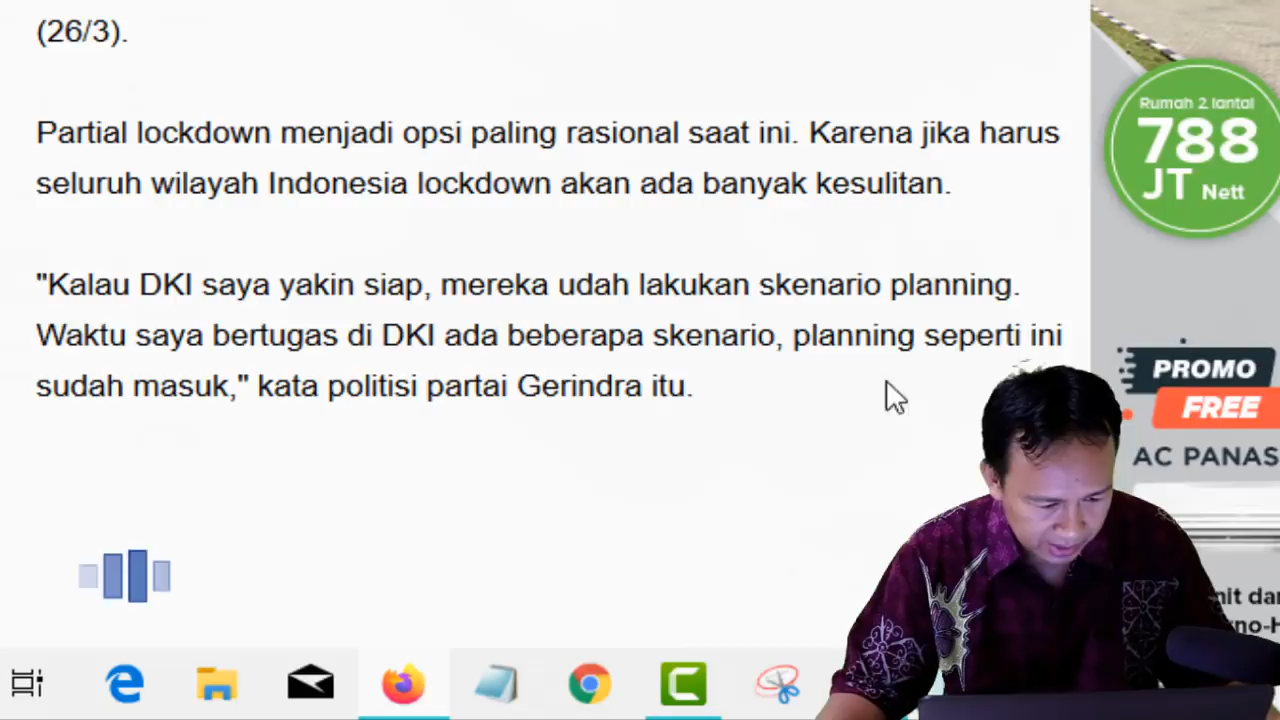 (26/3).
Partial lockdown menjadi opsi paling rasional saat ini. Karena jika harus
seluruh wilayah Indonesia lockdown akan ada banyak kesulitan.
"Kalau DKI saya yakin siap, mereka udah lakukan skenario planning.
Waktu saya bertugas di DKI ada beberapa skenario, planning seperti ini
sudah masuk," kata politisi partai Gerindra itu.
Rumah 2 lantai
788
JT Nett
PROMO
FREE
AC PANAS